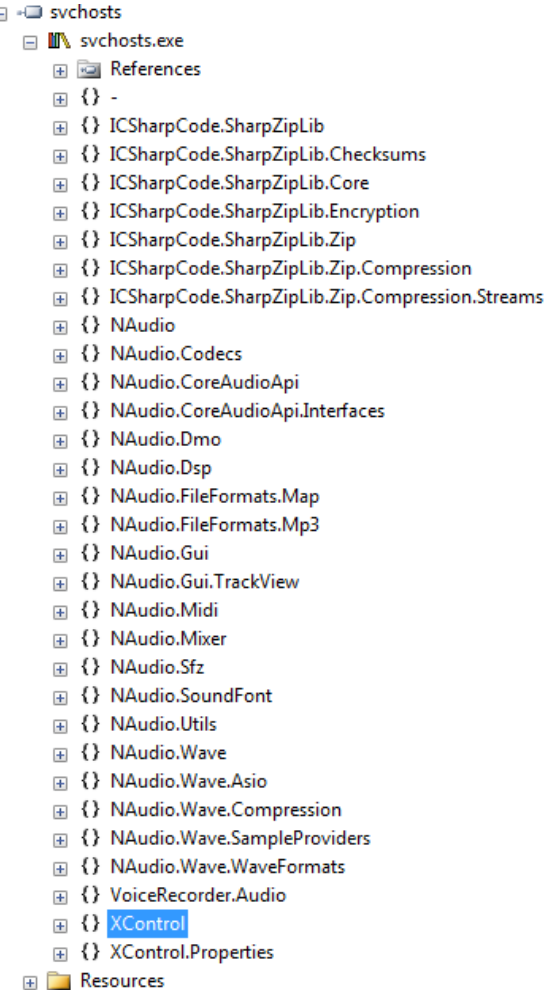 svchosts
svchosts.exe
References
{} -
{} ICSharpCode.SharpZipLib
{} ICSharpCode.SharpZipLib.Checksums
{} ICSharpCode.SharpZipLib.Core
{} ICSharpCode.SharpZipLib.Encryption
{} ICSharpCode.SharpZipLib.Zip
{} ICSharpCode.SharpZipLib.Zip.Compression
{} ICSharpCode.SharpZipLib.Zip.Compression.Streams
{} NAudio
{} NAudio.Codecs
{} NAudio.CoreAudioApi
{} NAudio.CoreAudioApi.Interfaces
{} NAudio.Dmo
{} NAudio.Dsp
{} NAudio.FileFormats.Map
{} NAudio.FileFormats.Mp3
{} NAudio.Gui
{} NAudio.Gui.TrackView
{} NAudio.Midi
{} NAudio.Mixer
{} NAudio.Sfz
{} NAudio.SoundFont
{} NAudio.Utils
{} NAudio.Wave
{} NAudio.Wave.Asio
{} NAudio.Wave.Compression
{} NAudio.Wave.SampleProviders
{} NAudio.Wave.WaveFormats
{} VoiceRecorder.Audio
{} XControl
{} XControl.Properties
Resources